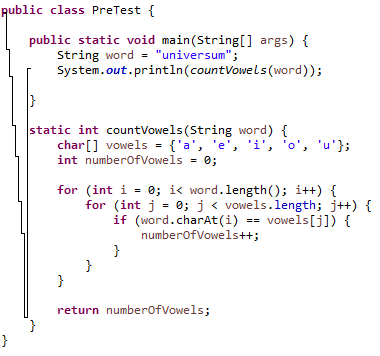 public class PreTest {
public static void main(String[] args) {
String word = "universum";
System.out.println(countVowels(word));
}
static int countVowels(String word) {
char[] vowels = {'a', 'e', 'i', 'o', 'u'};
int numberOfVowels = 0;
for (int i = 0; i< word.length(); i++) {
for (int j = 0; j < vowels.length; j++) {
if (word.charAt(i) == vowels[j]) {
numberOfVowels++;
}
}
}
return numberOfVowels;
}
}